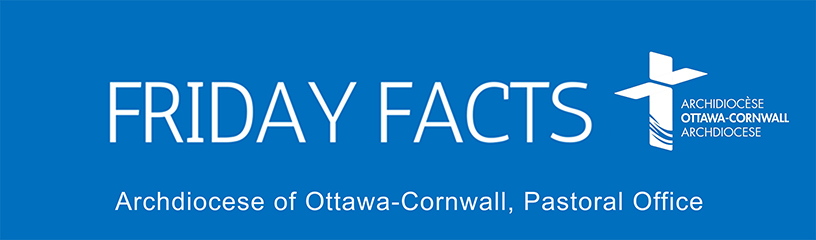 FRIDAY FACTS
ARCHIDIOCÈSE
OTTAWA-CORNWALL
ARCHDIOCESE
Archdiocese of Ottawa-Cornwall, Pastoral Office